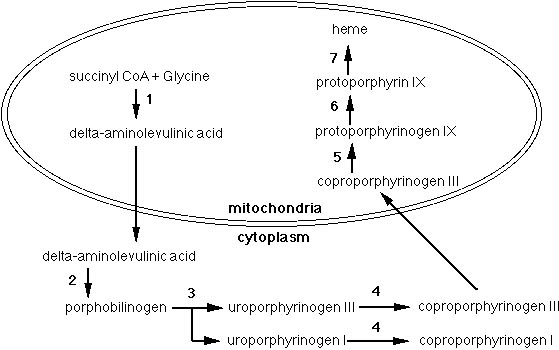 heme
7
succinyl CoA + Glycine
protoporphyrin IX
1
6
delta-aminolevulinic acid
protoporphyrinogen IX
5
coproporphyrinogen III
mitochondria
cytoplasm
delta-aminolevulinic acid
2
3
4
porphobilinogen
uroporphyrinogen III
coproporphyrinogen III
4
uroporphyrinogen I
coproporphyrinogen I